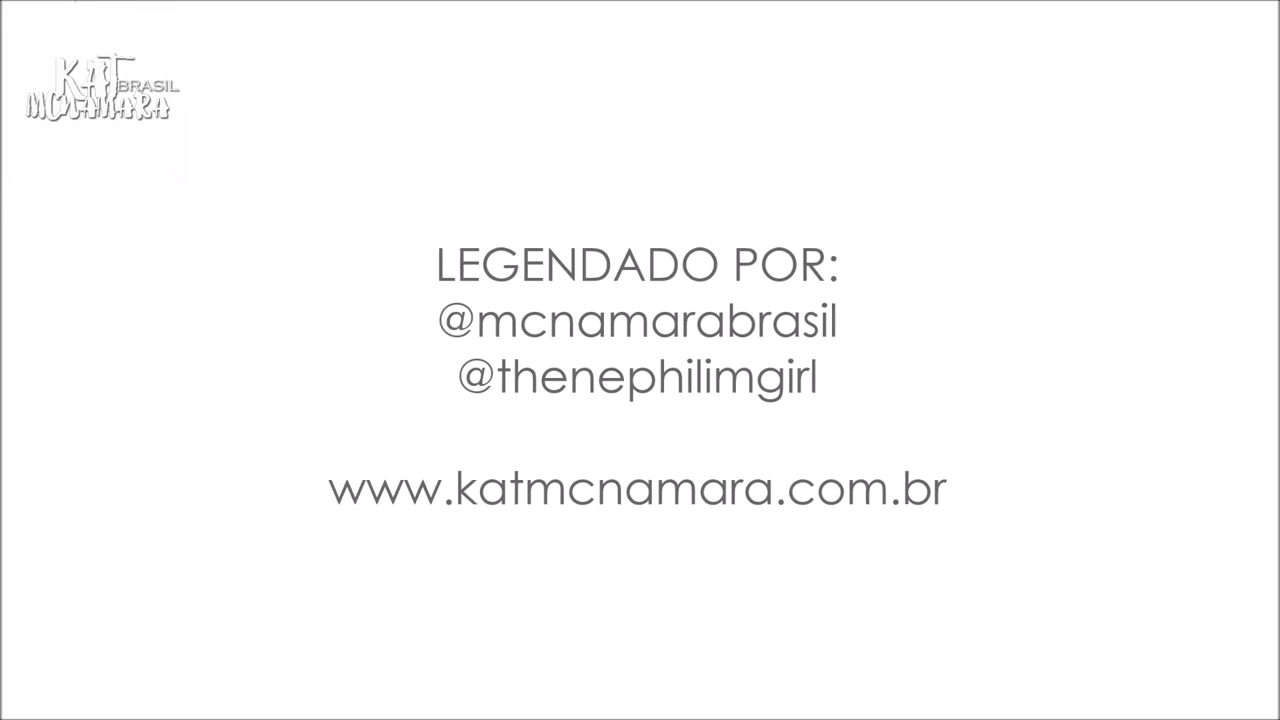 KAT BRASIL
MCNAMARA
LEGENDADO POR:
@mcnamarabrasil
@thenephilimgirl
www.katmcnamara.com.br